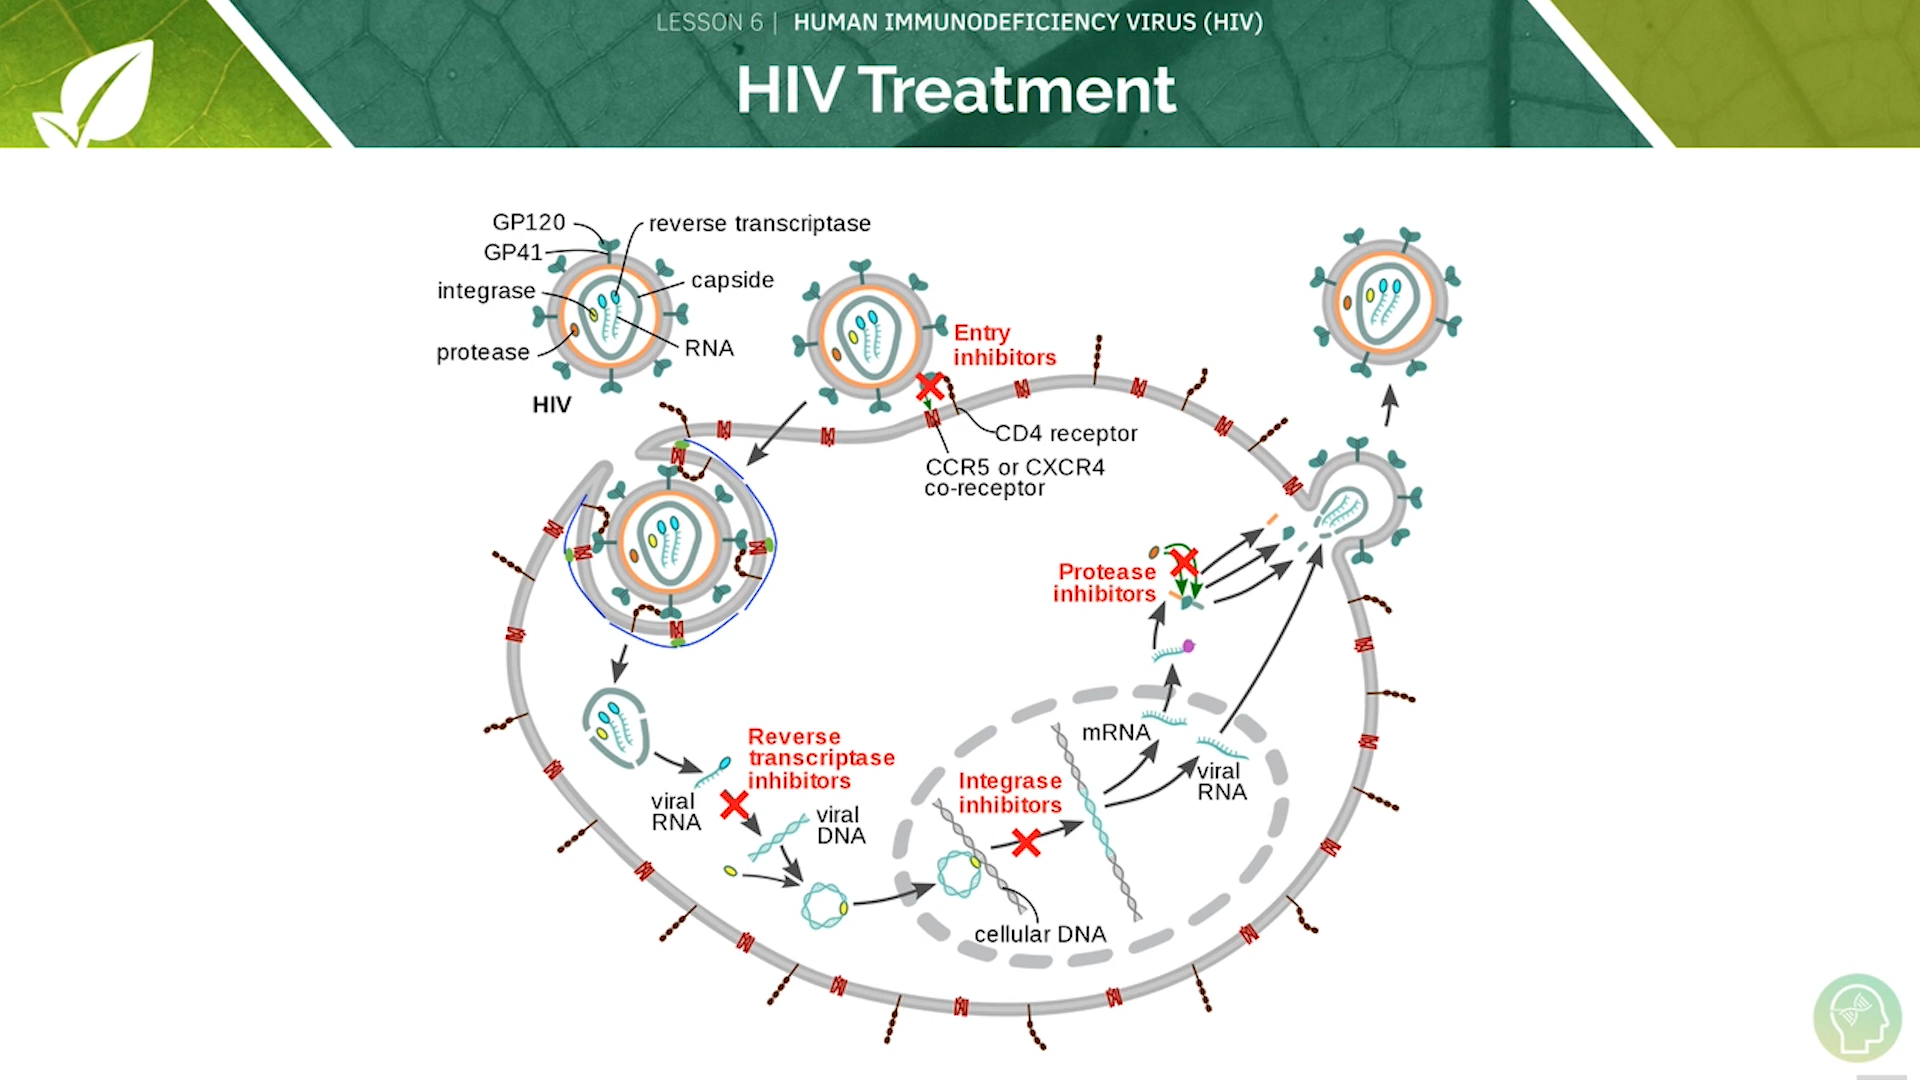 LESSON 6 | HUMAN IMMUNODEFICIENCY VIRUS (HIV)
HIV Treatment
GP120
reverse transcriptase
GP41
capside
integrase
protease
RNA
HIV
Entry
inhibitors
CD4 receptor
CCR5 or CXCR4
co-receptor
Protease
inhibitors
Reverse
transcriptase
inhibitors
viral
RNA
viral
DNA
Integrase
inhibitors
mRNA
viral
RNA
cellular DNA